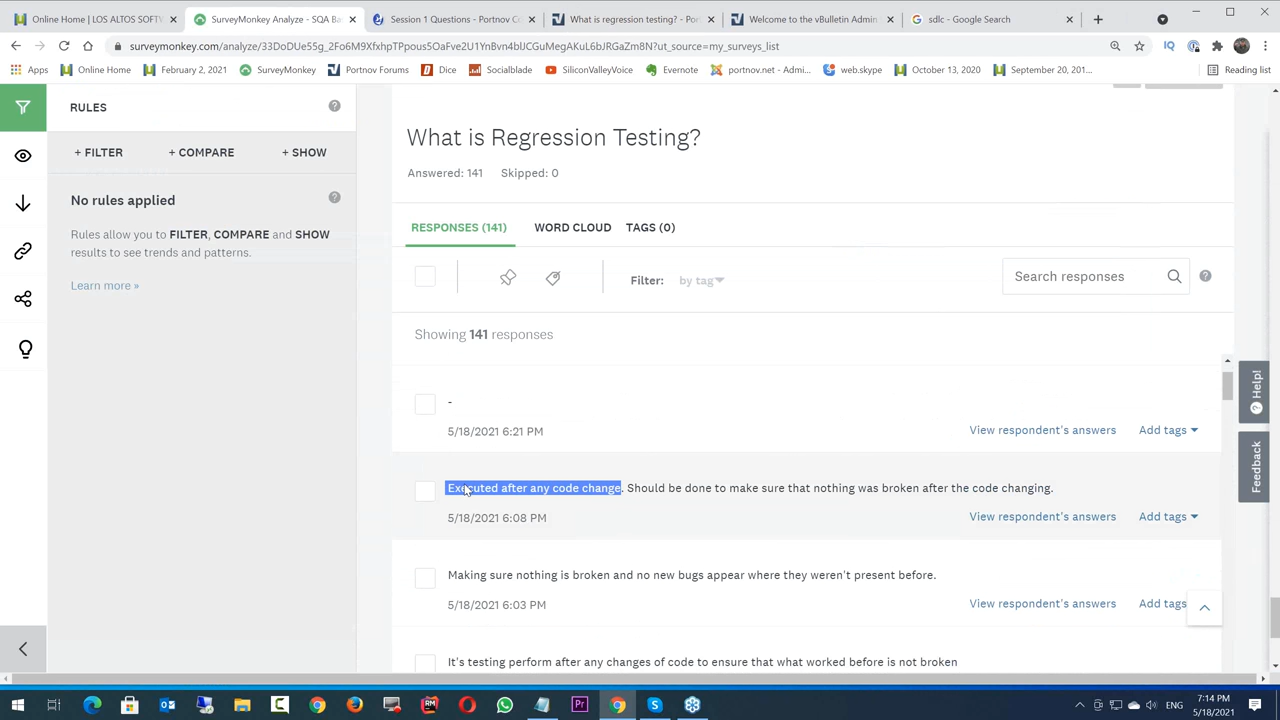 Online Home | LOS ALTOS SOFTW
SurveyMonkey Analyze - SQA Ba
Session 1 Questions - Portnov Co
What is regression testing? - Por
Welcome to the vBulletin Admin
sdlc - Google Search
surveymonkey.com/analyze/33DoDUe55g_2Fo6M9XfxhpTPpous5OaFve2U1YnBvn4bUCGuMegAKuL6bJRGaZm8N?ut_source=my_surveys_list
Apps
Online Home
February 2, 2021
SurveyMonkey
Portnov Forums
Dice
Socialblade
SiliconValleyVoice
Evernote
portnov.net - Admi...
web.skype
October 13, 2020
September 20, 201...
Reading list
RULES
+ FILTER + COMPARE + SHOW
No rules applied
Rules allow you to FILTER, COMPARE and SHOW
results to see trends and patterns.
Learn more »
What is Regression Testing?
Answered: 141 Skipped: 0
RESPONSES (141) WORD CLOUD TAGS (0)
Filter: by tag
Search responses
Showing 141 responses
-
5/18/2021 6:21 PM
View respondent's answers Add tags
Executed after any code change. Should be done to make sure that nothing was broken after the code changing.
5/18/2021 6:08 PM
View respondent's answers Add tags
Making sure nothing is broken and no new bugs appear where they weren't present before.
5/18/2021 6:03 PM
View respondent's answers Add tags
It's testing perform after any changes of code to ensure that what worked before is not broken
Help!
Feedback
7:14 PM
5/18/2021